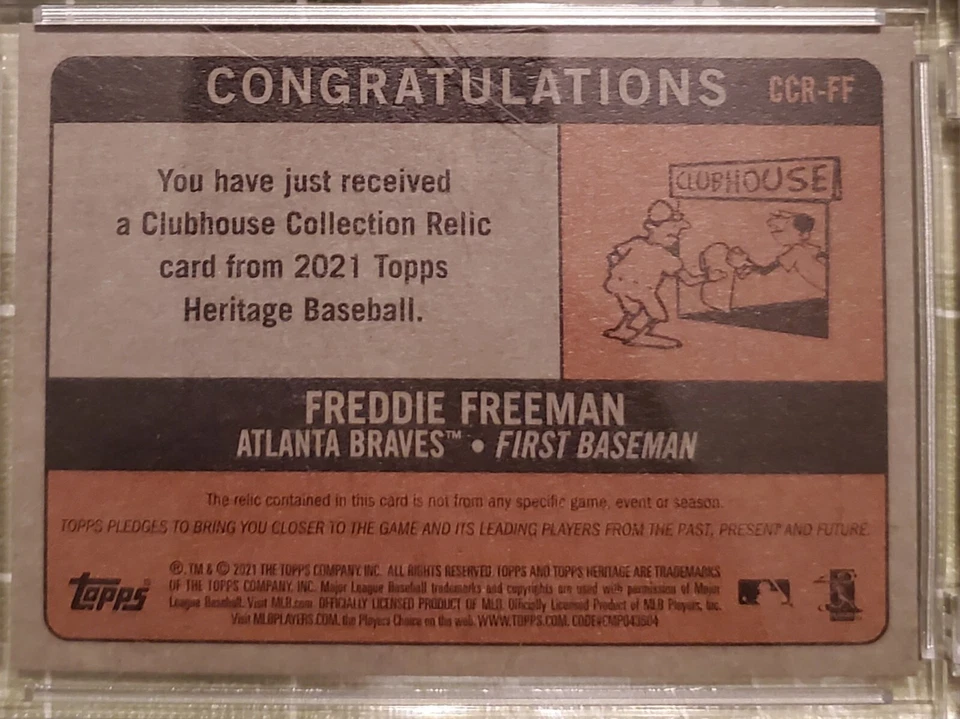 CONGRATULATIONS CCR-FF
You have just received
a Clubhouse Collection Relic
card from 2021 Topps
Heritage Baseball.
CLUBHOUSE
FREDDIE FREEMAN
ATLANTA BRAVES™ • FIRST BASEMAN
The relic contained in this card is not from any specific game, event or season.
TOPPS PLEDGES TO BRING YOU CLOSER TO THE GAME AND ITS LEADING PLAYERS FROM THE PAST, PRESENT AND FUTURE.
topps®
®, TM & © 2021 THE TOPPS COMPANY, INC. ALL RIGHTS RESERVED. TOPPS AND TOPPS HERITAGE ARE TRADEMARKS
OF THE TOPPS COMPANY, INC. Major League Baseball trademarks and copyrights are used with permission of Major
League Baseball. Visit MLB.com. OFFICIALLY LICENSED PRODUCT OF MLB. Officially Licensed Product of MLB Players, Inc.
Visit MLBPLAYERS.COM, the Players Choice on the web. WWW.TOPPS.COM. CODE#CMP043604